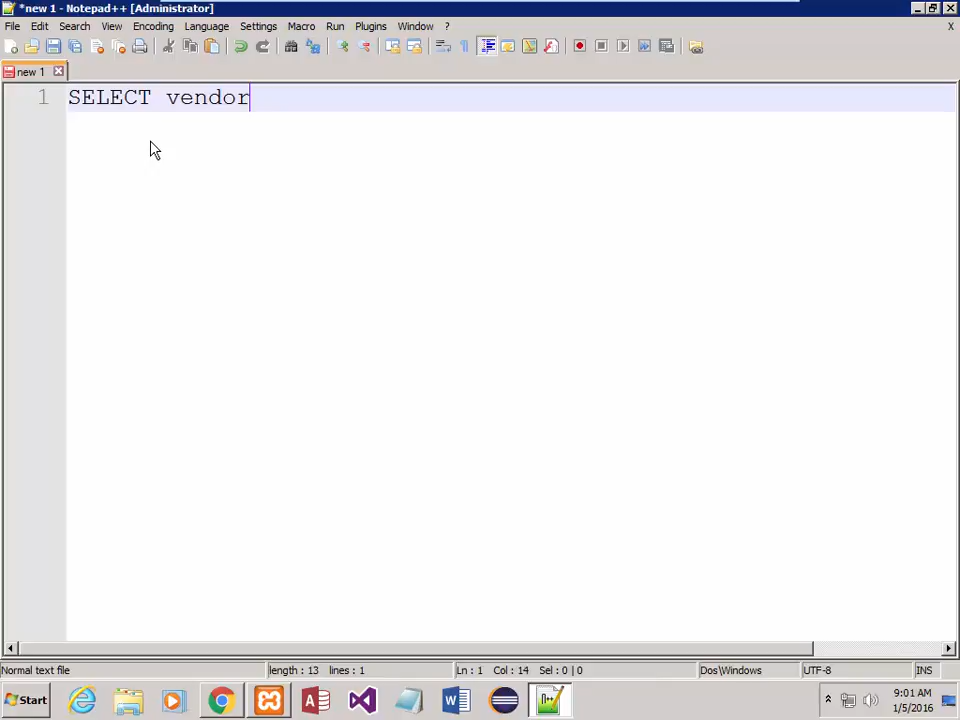 *new 1 - Notepad++ [Administrator]
File Edit Search View Encoding Language Settings Macro Run Plugins Window ? X
new 1
1 SELECT vendor
Normal text file length : 13 lines : 1 Ln : 1 Col : 14 Sel : 0 | 0 Dos\Windows UTF-8 INS
Start 9:01 AM
1/5/2016